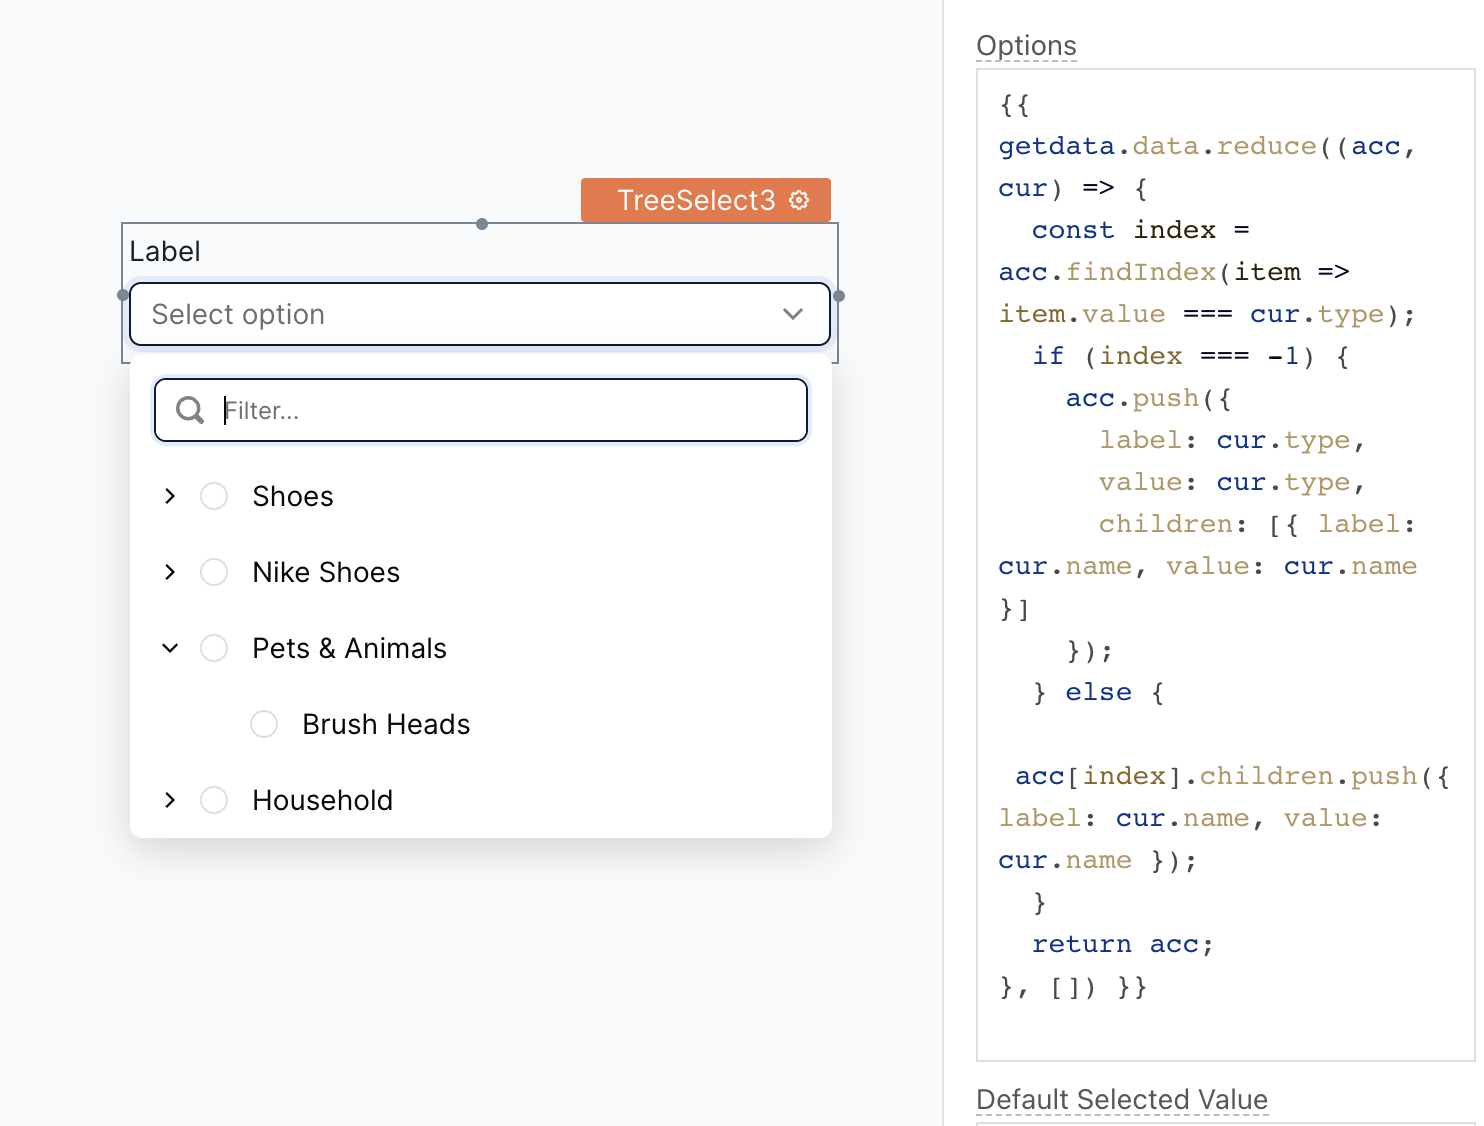 TreeSelect3
Label
Select option
Filter...
Shoes
Nike Shoes
Pets & Animals
Brush Heads
Household
Options
{{
getdata.data.reduce((acc,
cur) => {
  const index =
acc.findIndex(item =>
item.value === cur.type);
  if (index === -1) {
    acc.push({
      label: cur.type,
      value: cur.type,
      children: [{ label:
cur.name, value: cur.name
}]
    });
  } else {
 acc[index].children.push({
label: cur.name, value:
cur.name });
  }
  return acc;
}, []) }}
Default Selected Value